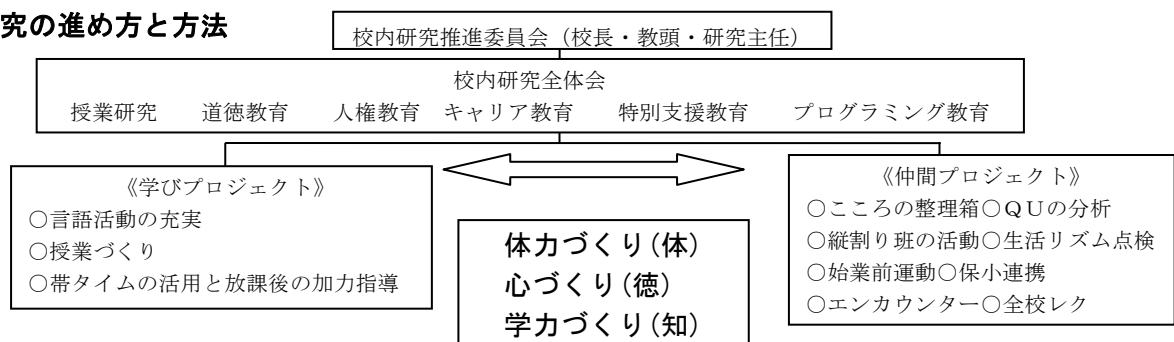 究の進め方と方法
校内研究推進委員会（校長・教頭・研究主任）
校内研究全体会
授業研究 道徳教育 人権教育 キャリア教育 特別支援教育 プログラミング教育
《学びプロジェクト》
○言語活動の充実
○授業づくり
○帯タイムの活用と放課後の加力指導
体力づくり(体)
心づくり(徳)
学力づくり(知)
《仲間プロジェクト》
○こころの整理箱○ＱＵの分析
○縦割り班の活動○生活リズム点検
○始業前運動○保小連携
○エンカウンター○全校レク